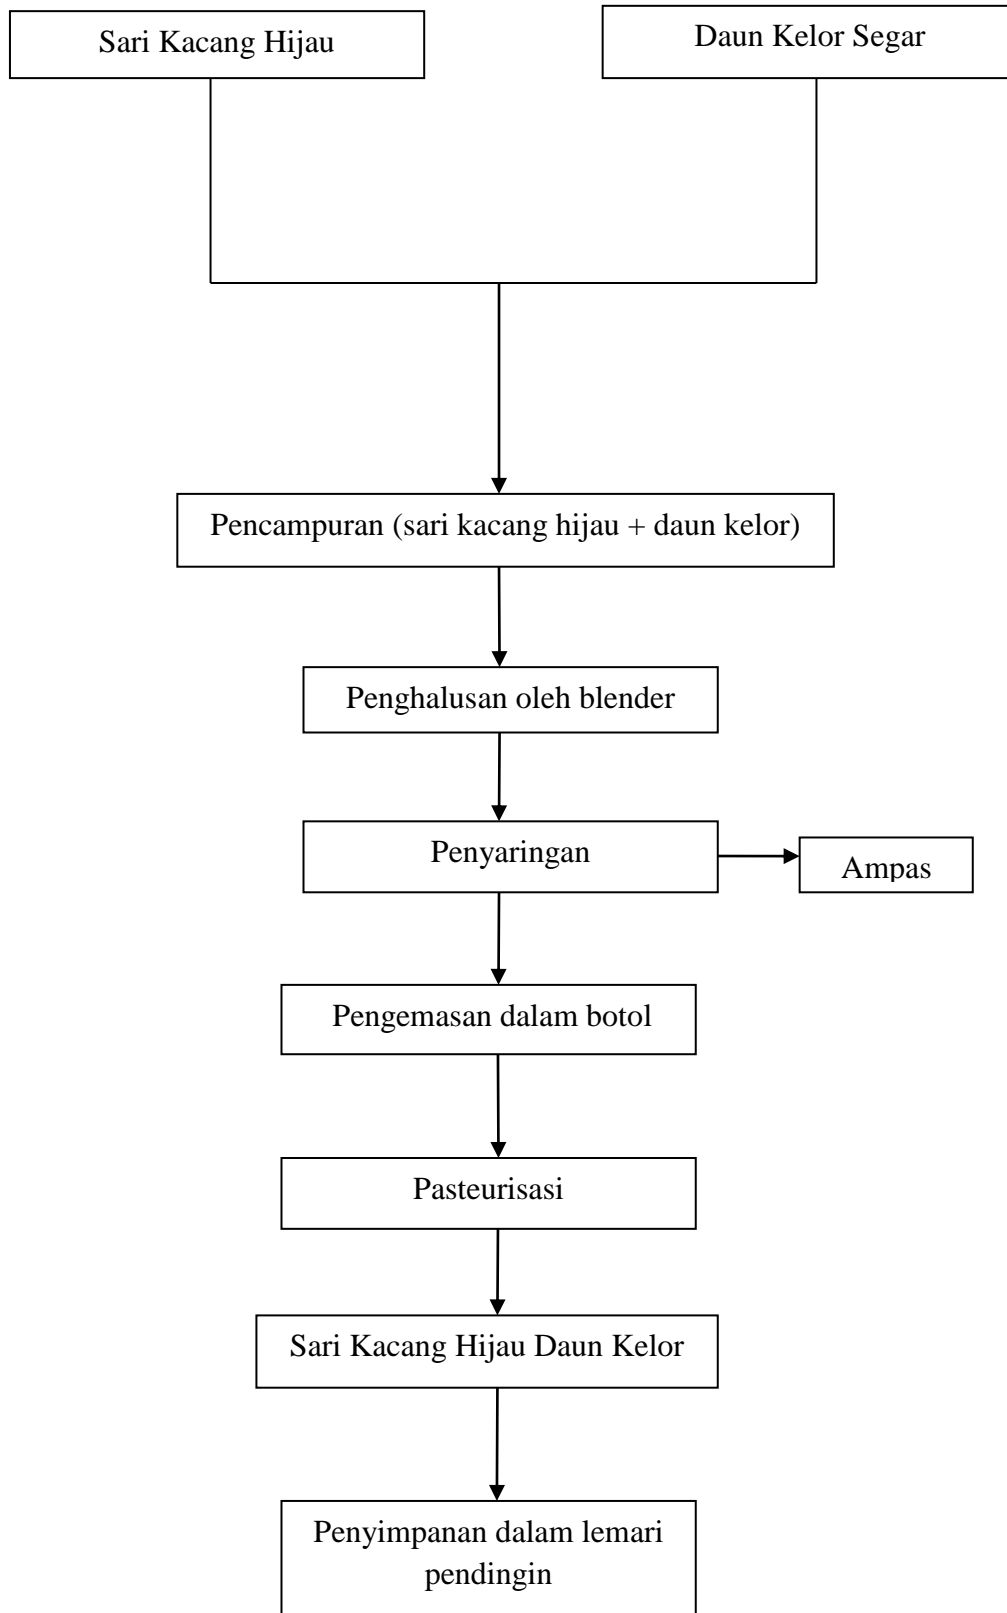 Sari Kacang Hijau
Daun Kelor Segar
Pencampuran (sari kacang hijau + daun kelor)
Penghalusan oleh blender
Penyaringan
Ampas
Pengemasan dalam botol
Pasteurisasi
Sari Kacang Hijau Daun Kelor
Penyimpanan dalam lemari
pendingin